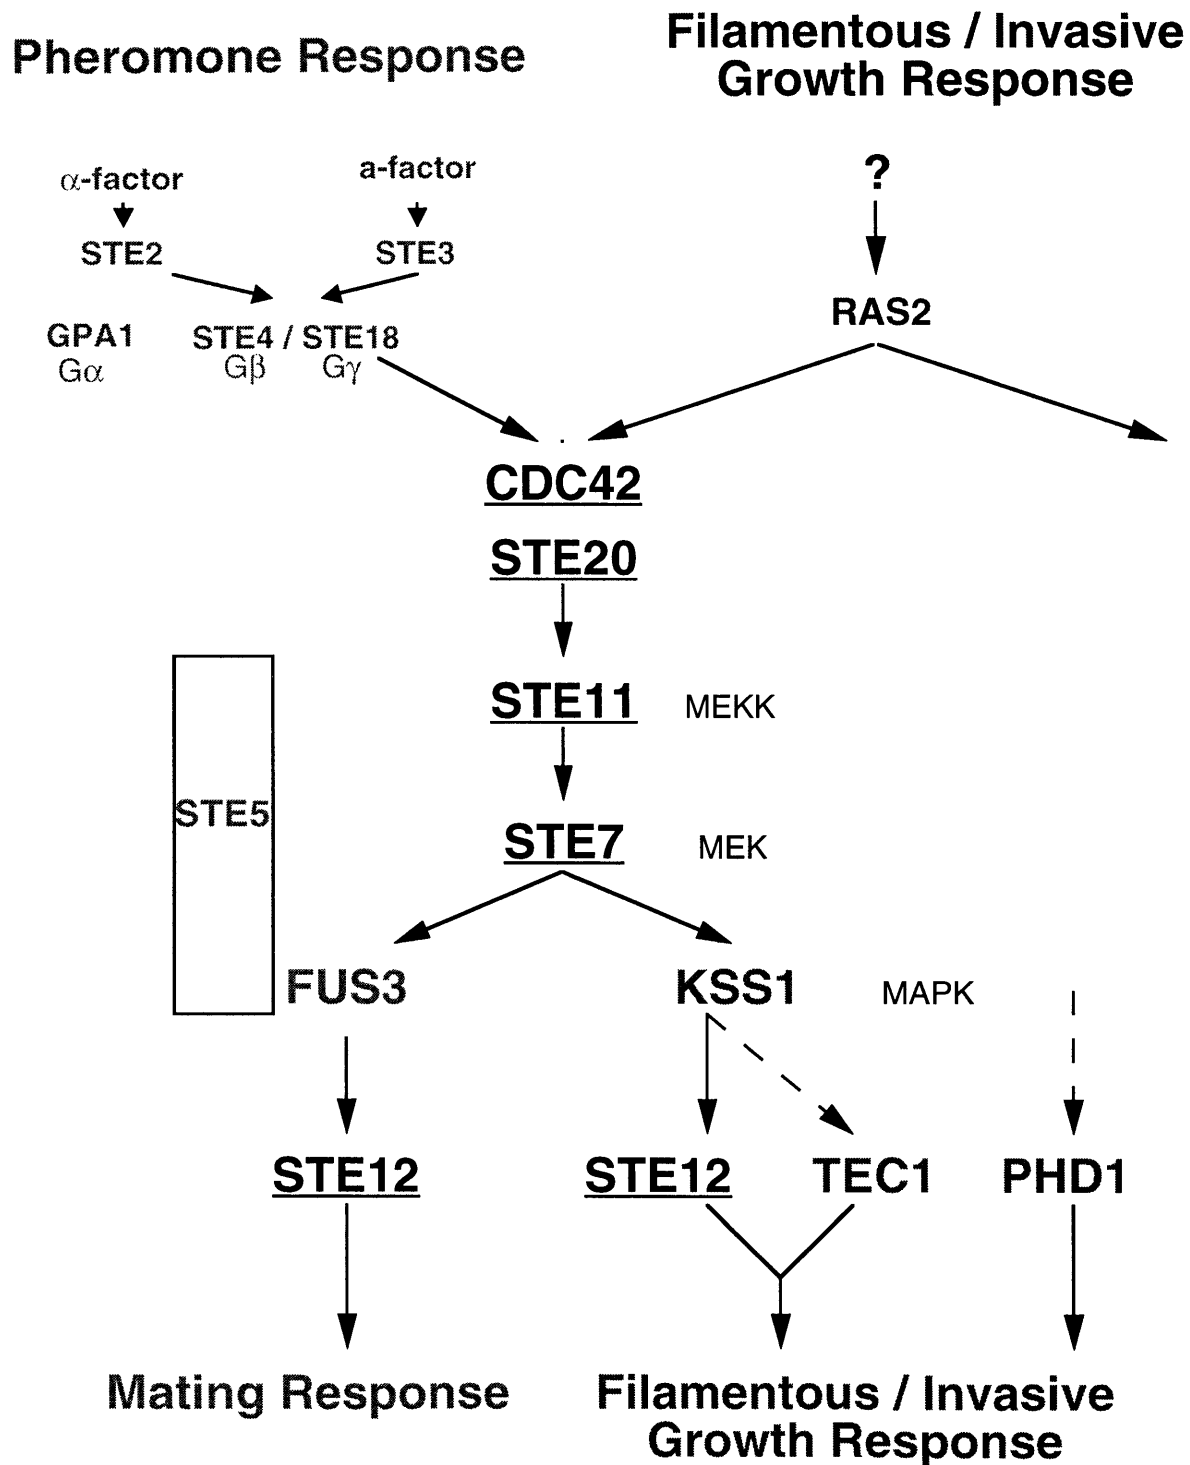 Pheromone Response
Filamentous / Invasive
Growth Response
α-factor
a-factor
?
STE2
STE3
RAS2
GPA1
STE4 / STE18
Gα
Gβ
Gγ
CDC42
STE20
STE11
MEKK
STE5
STE7
MEK
FUS3
KSS1
MAPK
STE12
STE12
TEC1
PHD1
Mating Response
Filamentous / Invasive
Growth Response